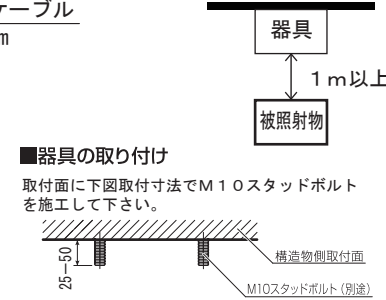 ケーブル
m
器具
1m以上
被照射物
■器具の取り付け
取付面に下図取付寸法でM10スタッドボルト
を施工して下さい。
25−50
構造物側取付面
M10スタッドボルト（別途）